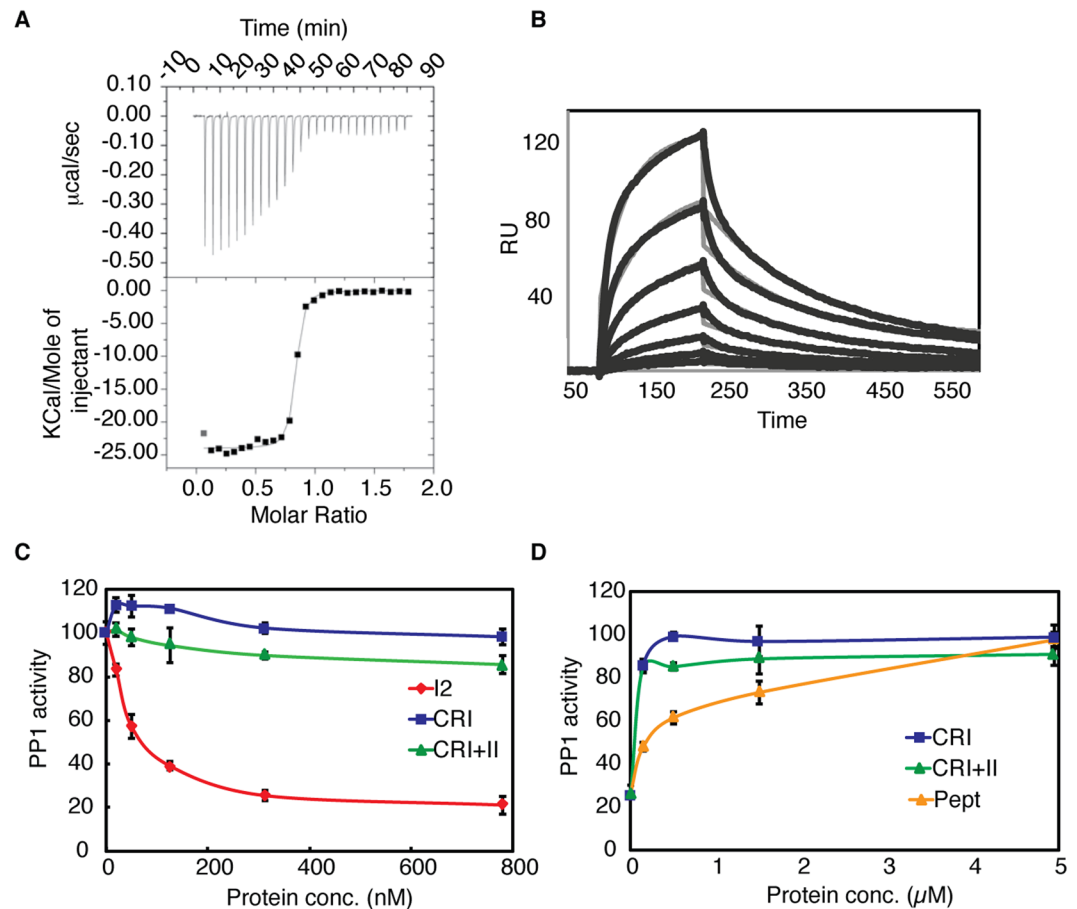 A
Time (min)
-10 0 10 20 30 40 50 60 70 80 90
0.10
0.00
-0.10
-0.20
-0.30
-0.40
-0.50
µcal/sec
0.00
-5.00
-10.00
-15.00
-20.00
-25.00
KCal/Mole of
injectant
0.0 0.5 1.0 1.5 2.0
Molar Ratio
B
120
80
40
RU
50 150 250 350 450 550
Time
C
120
100
80
60
40
20
0
PP1 activity
I2
CRI
CRI+II
0 200 400 600 800
Protein conc. (nM)
D
120
100
80
60
40
20
0
PP1 activity
CRI
CRI+II
Pept
0 1 2 3 4 5
Protein conc. (µM)